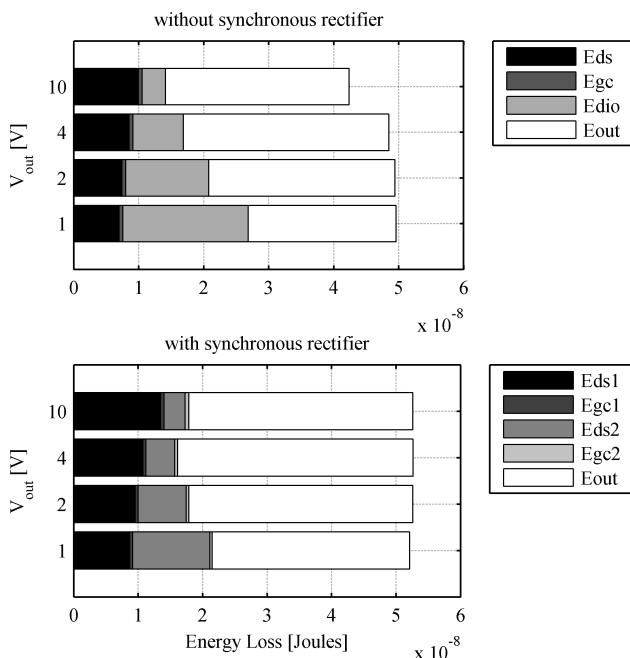 without synchronous rectifier
Eds
Egc
Edio
Eout
V_out [V]
10
4
2
1
0 1 2 3 4 5 6
x 10^-8
with synchronous rectifier
Eds1
Egc1
Eds2
Egc2
Eout
V_out [V]
10
4
2
1
0 1 2 3 4 5 6
Energy Loss [Joules]
x 10^-8